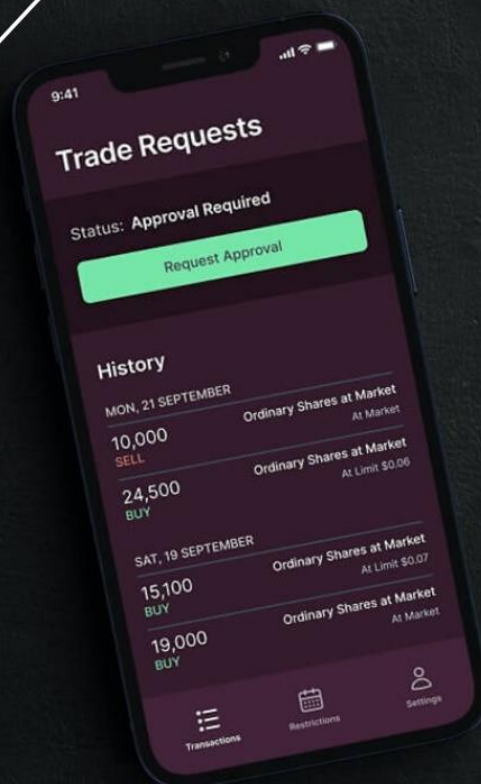 9:41
Trade Requests
Status: Approval Required
Request Approval
History
MON, 21 SEPTEMBER
10,000
Ordinary Shares at Market
SELL
At Market
24,500
Ordinary Shares at Market
BUY
At Limit $0.06
SAT, 19 SEPTEMBER
15,100
Ordinary Shares at Market
BUY
At Limit $0.07
19,000
Ordinary Shares at Market
BUY
At Market
Transactions
Restrictions
Settings